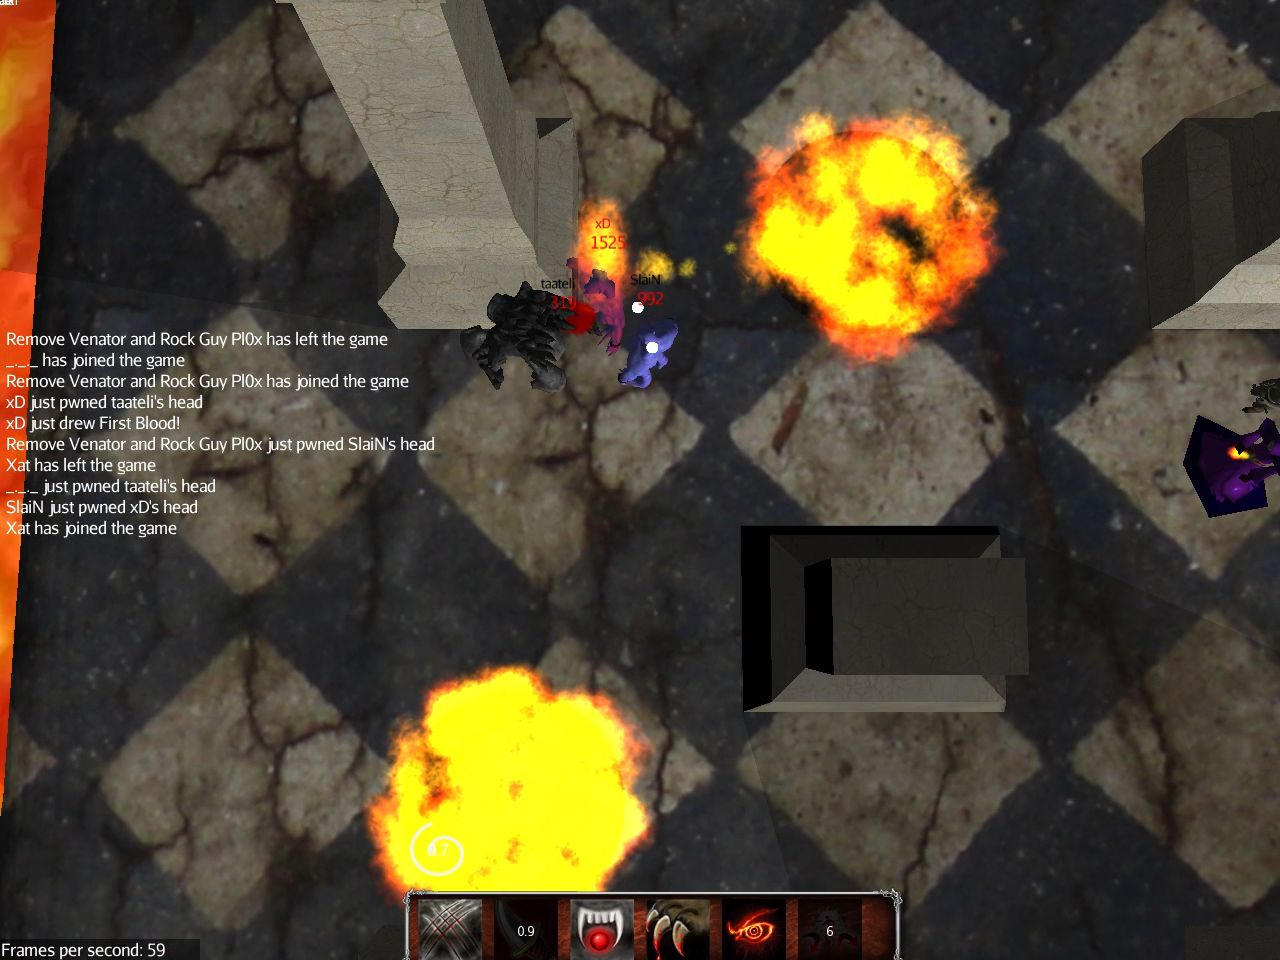 xD
1525
taateli
SlaiN
319
992
Remove Venator and Rock Guy Pl0x has left the game
_._._ has joined the game
Remove Venator and Rock Guy Pl0x has joined the game
xD just pwned taateli's head
xD just drew First Blood!
Remove Venator and Rock Guy Pl0x just pwned SlaiN's head
Xat has left the game
_._._ just pwned taateli's head
SlaiN just pwned xD's head
Xat has joined the game
0.7
0.9
6
Frames per second: 59